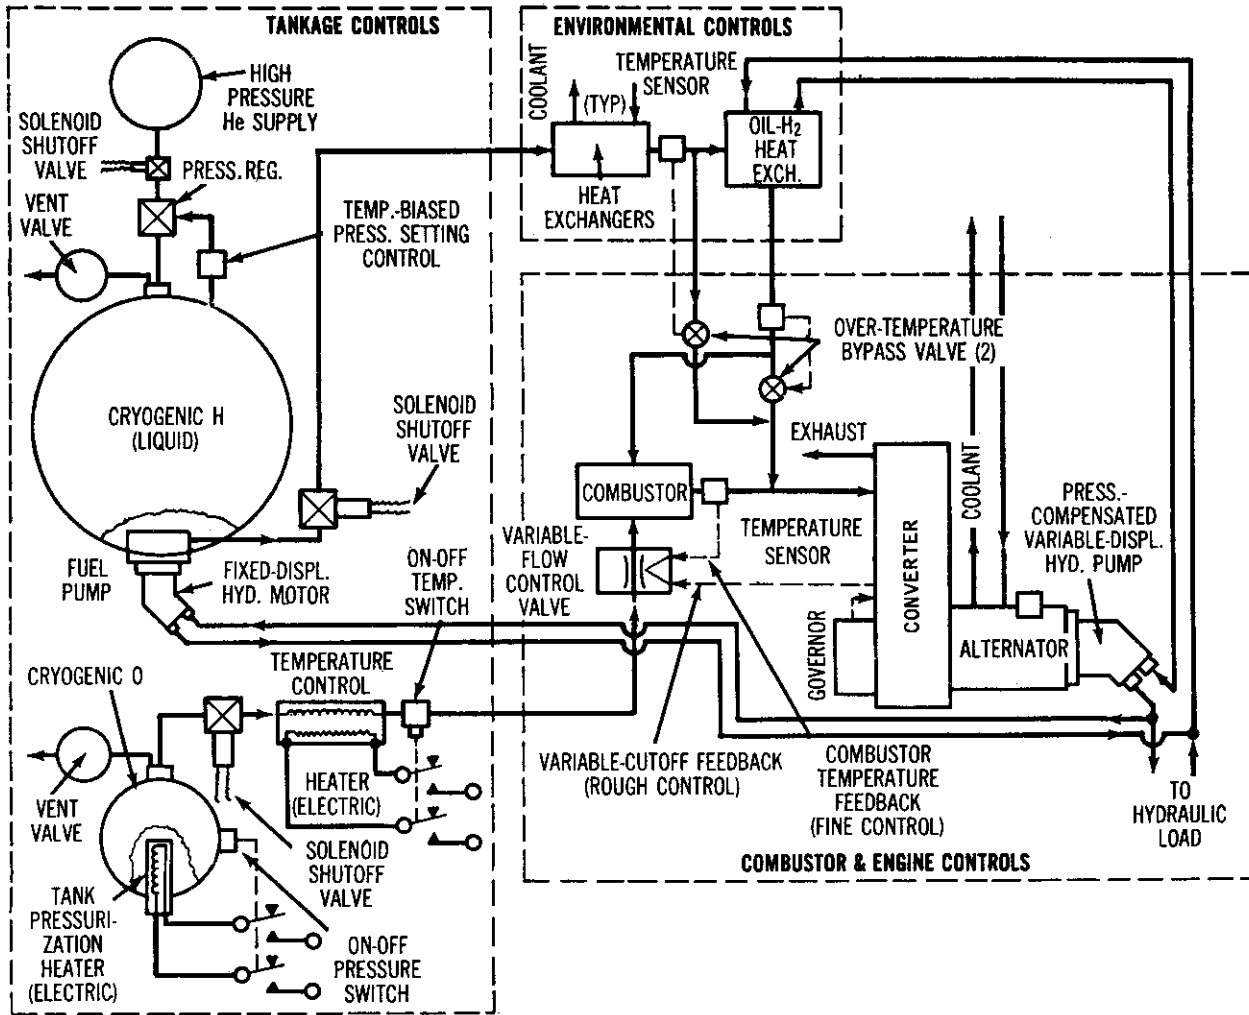 TANKAGE CONTROLS
HIGH
PRESSURE
He SUPPLY
SOLENOID
SHUTOFF
VALVE
PRESS. REG.
VENT
VALVE
TEMP.-BIASED
PRESS. SETTING
CONTROL
CRYOGENIC H
(LIQUID)
SOLENOID
SHUTOFF
VALVE
FUEL
PUMP
FIXED-DISPL.
HYD. MOTOR
ON-OFF
TEMP.
SWITCH
CRYOGENIC O
TEMPERATURE
CONTROL
VENT
VALVE
HEATER
(ELECTRIC)
SOLENOID
SHUTOFF
VALVE
TANK
PRESSURI-
ZATION
HEATER
(ELECTRIC)
ON-OFF
PRESSURE
SWITCH
ENVIRONMENTAL CONTROLS
COOLANT
(TYP)
TEMPERATURE
SENSOR
HEAT
EXCHANGERS
OIL-H2
HEAT
EXCH.
OVER-TEMPERATURE
BYPASS VALVE (2)
EXHAUST
COMBUSTOR
TEMPERATURE
SENSOR
VARIABLE-
FLOW
CONTROL
VALVE
CONVERTER
GOVERNOR
COOLANT
PRESS.-
COMPENSATED
VARIABLE-DISPL.
HYD. PUMP
ALTERNATOR
VARIABLE-CUTOFF FEEDBACK
(ROUGH CONTROL)
COMBUSTOR
TEMPERATURE
FEEDBACK
(FINE CONTROL)
TO
HYDRAULIC
LOAD
COMBUSTOR & ENGINE CONTROLS